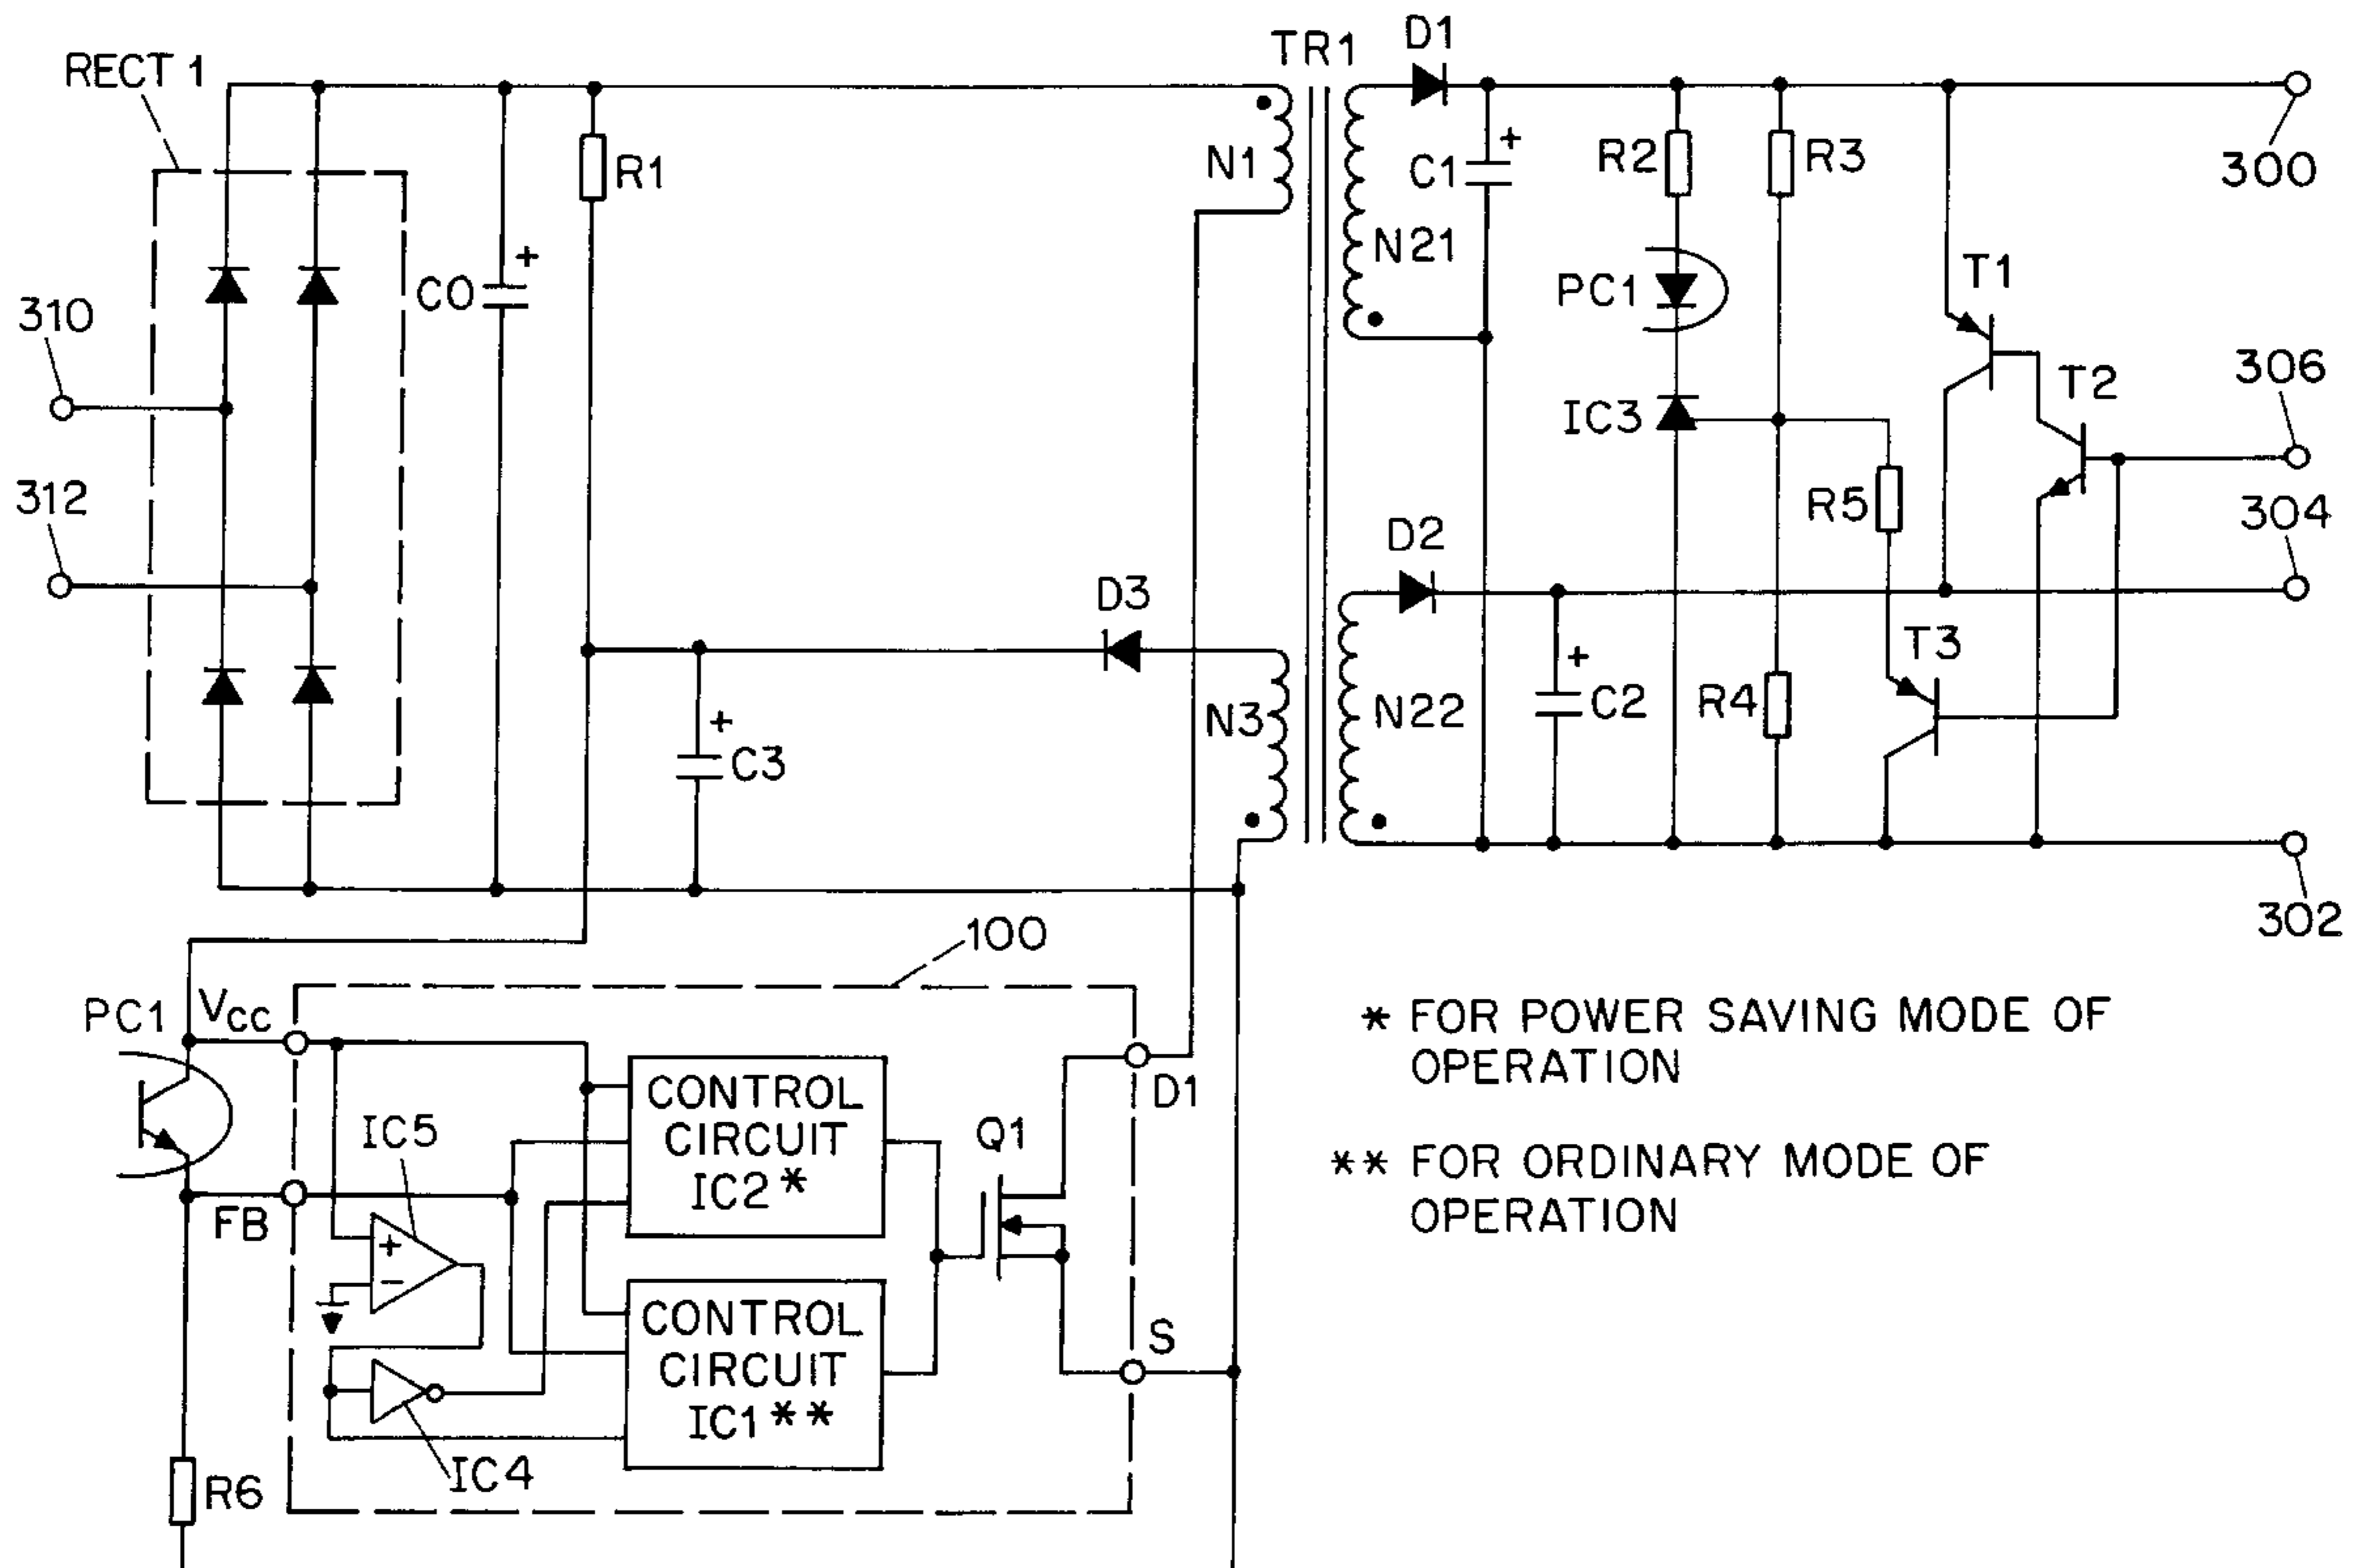 RECT 1
TR1
D1
R1
N1
C1
+
R2
R3
300
N21
CO
+
PC1
T1
310
306
T2
IC3
312
R5
304
D2
D3
T3
+
+
N3
N22
C2
R4
C3
302
100
PC1
VCC
* FOR POWER SAVING MODE OF
OPERATION
CONTROL
CIRCUIT
IC2*
D1
IC5
Q1
** FOR ORDINARY MODE OF
OPERATION
FB
+
−
CONTROL
CIRCUIT
IC1**
S
IC4
R6